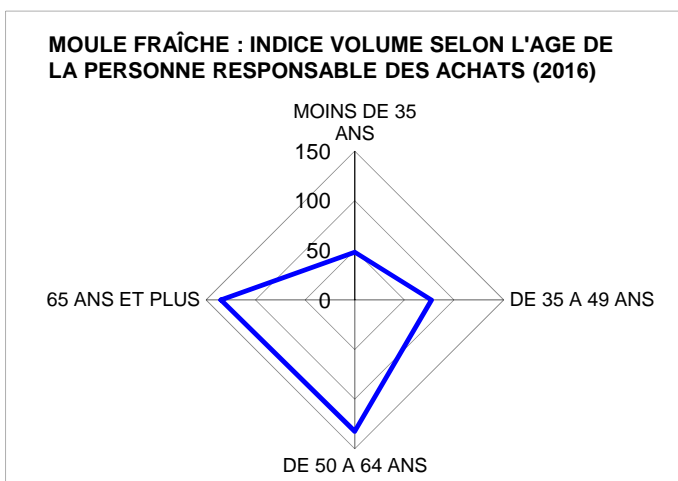 MOULE FRAÎCHE : INDICE VOLUME SELON L'AGE DE
LA PERSONNE RESPONSABLE DES ACHATS (2016)
MOINS DE 35
ANS
150
100
50
0
65 ANS ET PLUS
DE 35 A 49 ANS
DE 50 A 64 ANS